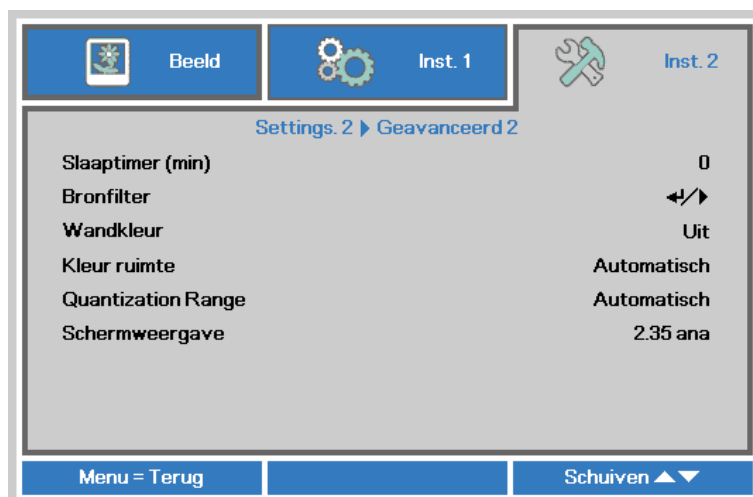 Beeld
Inst. 1
Inst. 2
Settings. 2 ▶ Geavanceerd 2
Slaaptimer (min) 0
Bronfilter ↵/▶
Wandkleur Uit
Kleur ruimte Automatisch
Quantization Range Automatisch
Schermweergave 2.35 ana
Menu = Terug
Schuiven ▲▼